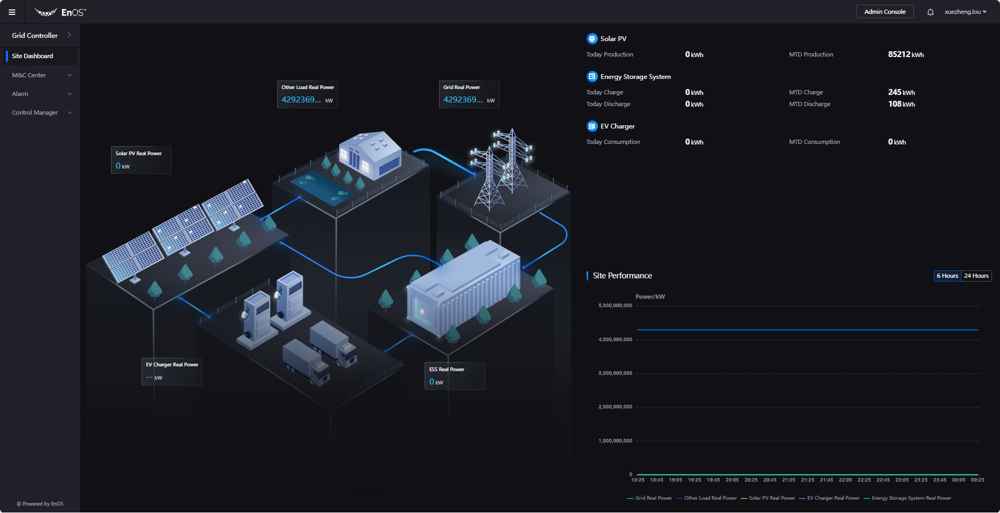 EnOS™
Admin Console
xuezheng.lou
Grid Controller
Site Dashboard
M&C Center
Alarm
Control Manager
© Powered by EnOS
Other Load Real Power
4292369... kW
Grid Real Power
4292369... kW
Solar PV Real Power
0 kW
EV Charger Real Power
-- kW
ESS Real Power
0 kW
Solar PV
Today Production 0 kWh MTD Production 85212 kWh
Energy Storage System
Today Charge 0 kWh MTD Charge 245 kWh
Today Discharge 0 kWh MTD Discharge 108 kWh
EV Charger
Today Consumption 0 kWh MTD Consumption 0 kWh
Site Performance
6 Hours 24 Hours
Power/kW
5,000,000,000
4,000,000,000
3,000,000,000
2,000,000,000
1,000,000,000
0
18:25 18:45 19:05 19:25 19:45 20:05 20:25 20:45 21:05 21:25 21:45 22:05 22:25 22:45 23:05 23:25 23:45 00:05 00:25
Grid Real Power Other Load Real Power Solar PV Real Power EV Charger Real Power Energy Storage System Real Power